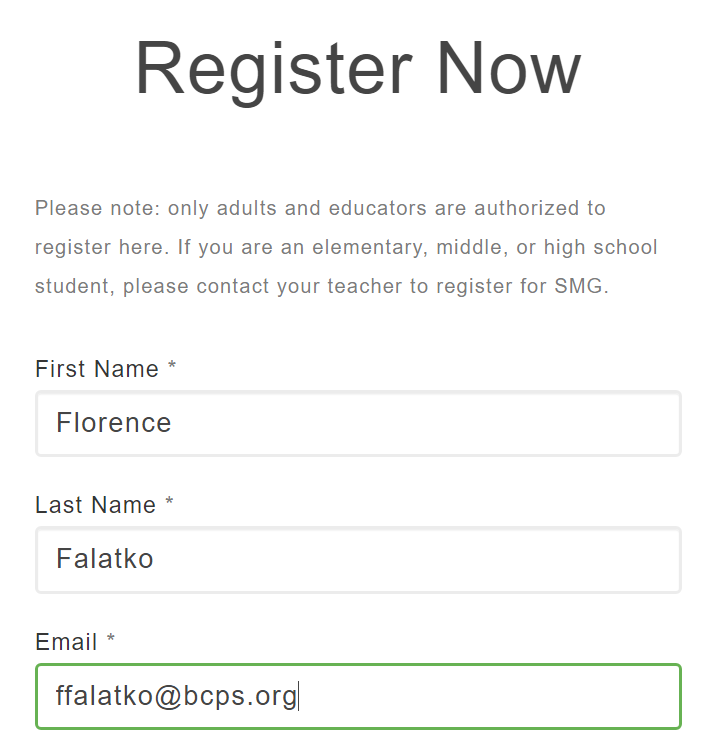 Register Now
Please note: only adults and educators are authorized to
register here. If you are an elementary, middle, or high school
student, please contact your teacher to register for SMG.
First Name *
Florence
Last Name *
Falatko
Email *
ffalatko@bcps.org